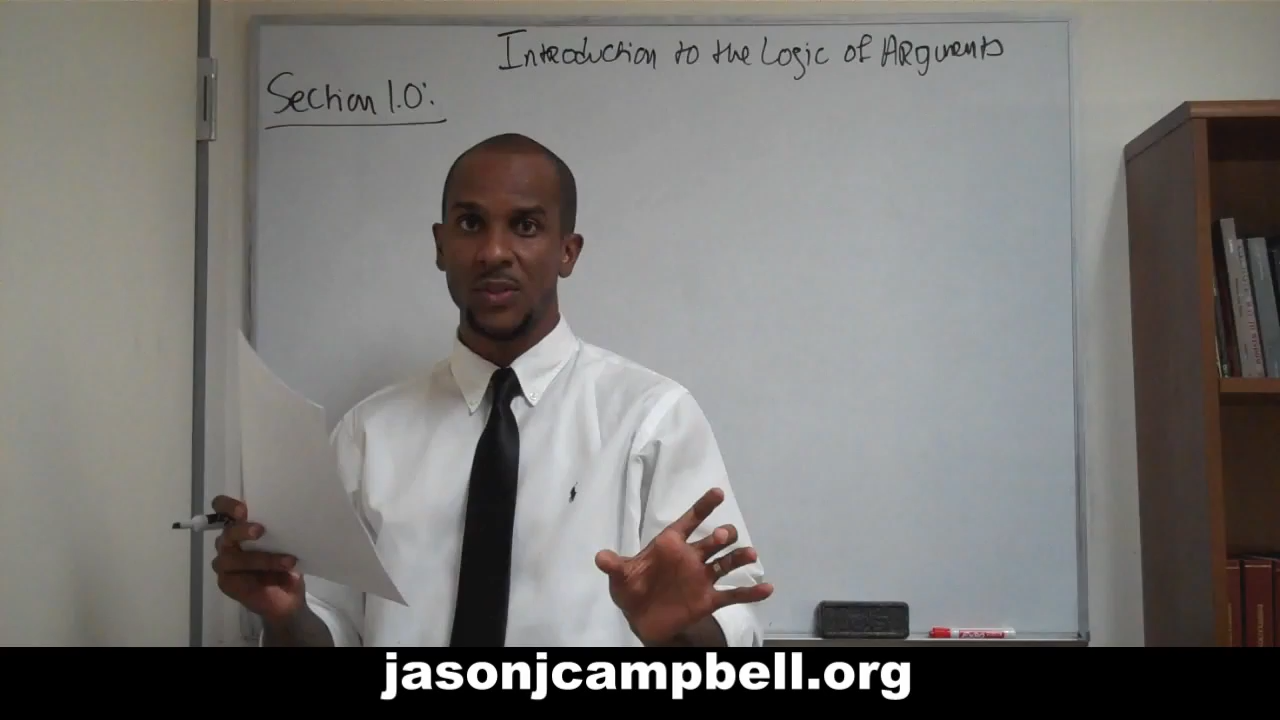 Introduction to the Logic of Arguments
Section 1.0:
jasonjcampbell.org